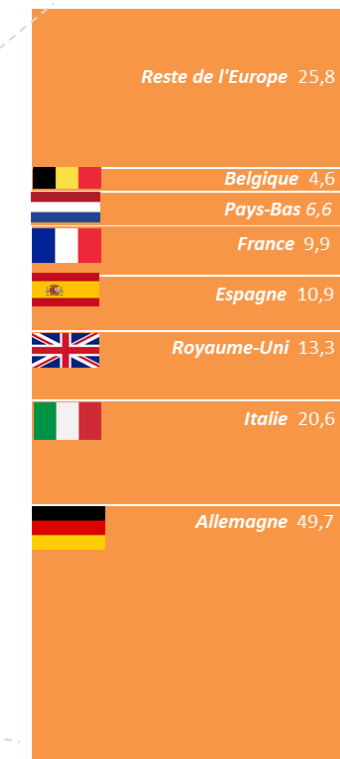 Reste de l'Europe 25,8
Belgique 4,6
Pays-Bas 6,6
France 9,9
Espagne 10,9
Royaume-Uni 13,3
Italie 20,6
Allemagne 49,7